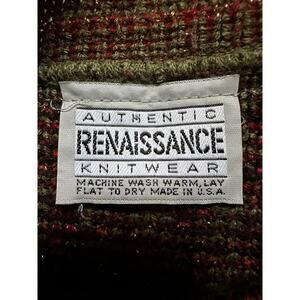 AUTHENTIC
RENAISSANCE
KNITWEAR
MACHINE WASH WARM, LAY
FLAT TO DRY MADE IN U.S.A.